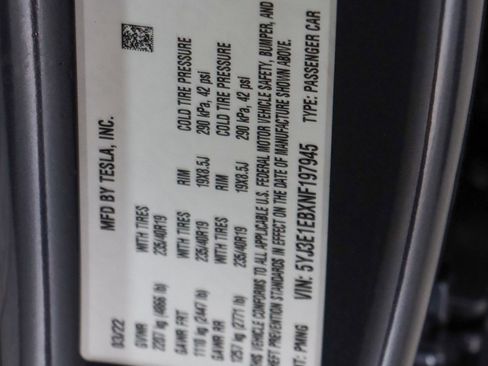 MFD BY TESLA, INC.
03/22
GVWR WITH TIRES RIM COLD TIRE PRESSURE
2207 kg (4866 lb) 235/40R19 19X8.5J 290 kPa, 42 psi
GAWR FRT WITH TIRES RIM COLD TIRE PRESSURE
1110 kg (2447 lb) 235/40R19 19X8.5J 290 kPa, 42 psi
GAWR RR
1257 kg (2771 lb)
THIS VEHICLE CONFORMS TO ALL APPLICABLE U.S. FEDERAL MOTOR VEHICLE SAFETY, BUMPER, AND
THEFT PREVENTION STANDARDS IN EFFECT ON THE DATE OF MANUFACTURE SHOWN ABOVE.
VIN: 5YJ3E1EBXNF197945 TYPE: PASSENGER CAR
PMNG